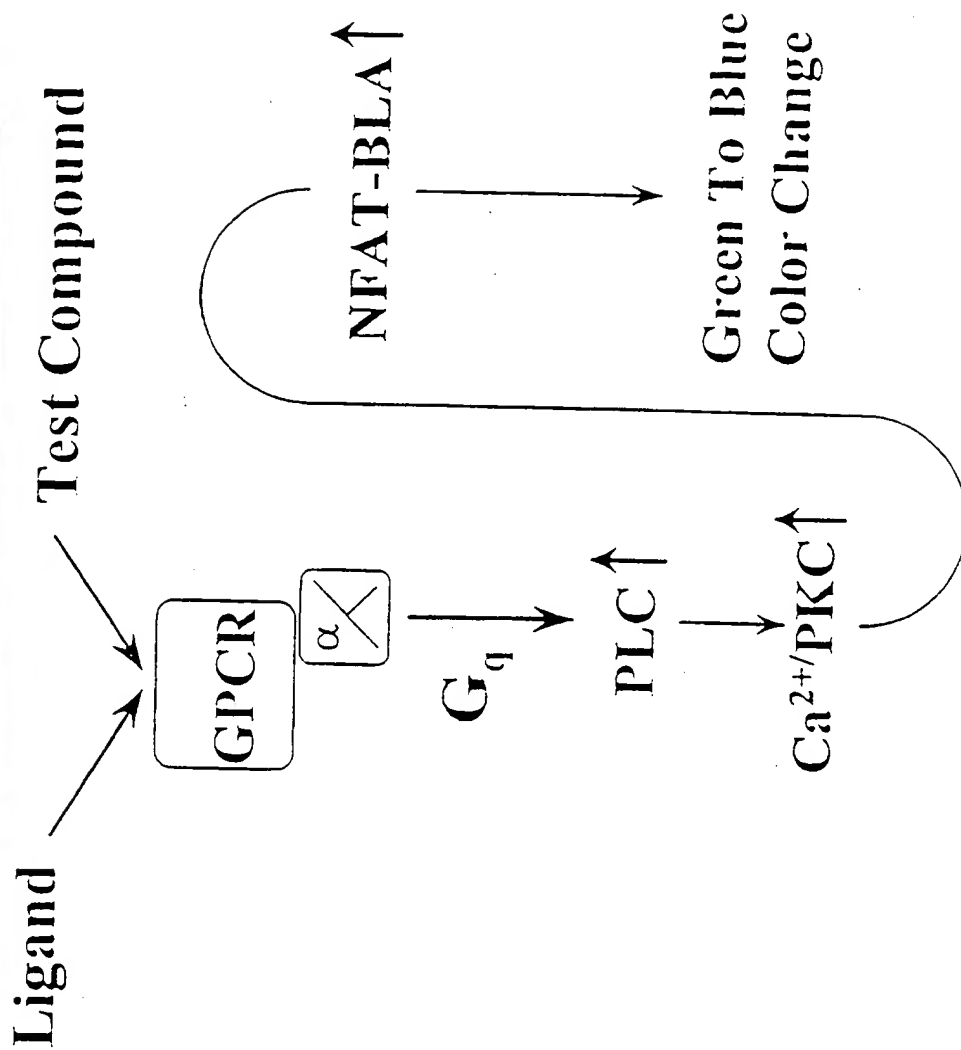 Ligand
Test Compound
GPCR
α
Gq
PLC↑
Ca²⁺/PKC↑
NFAT-BLA↑
Green To Blue
Color Change